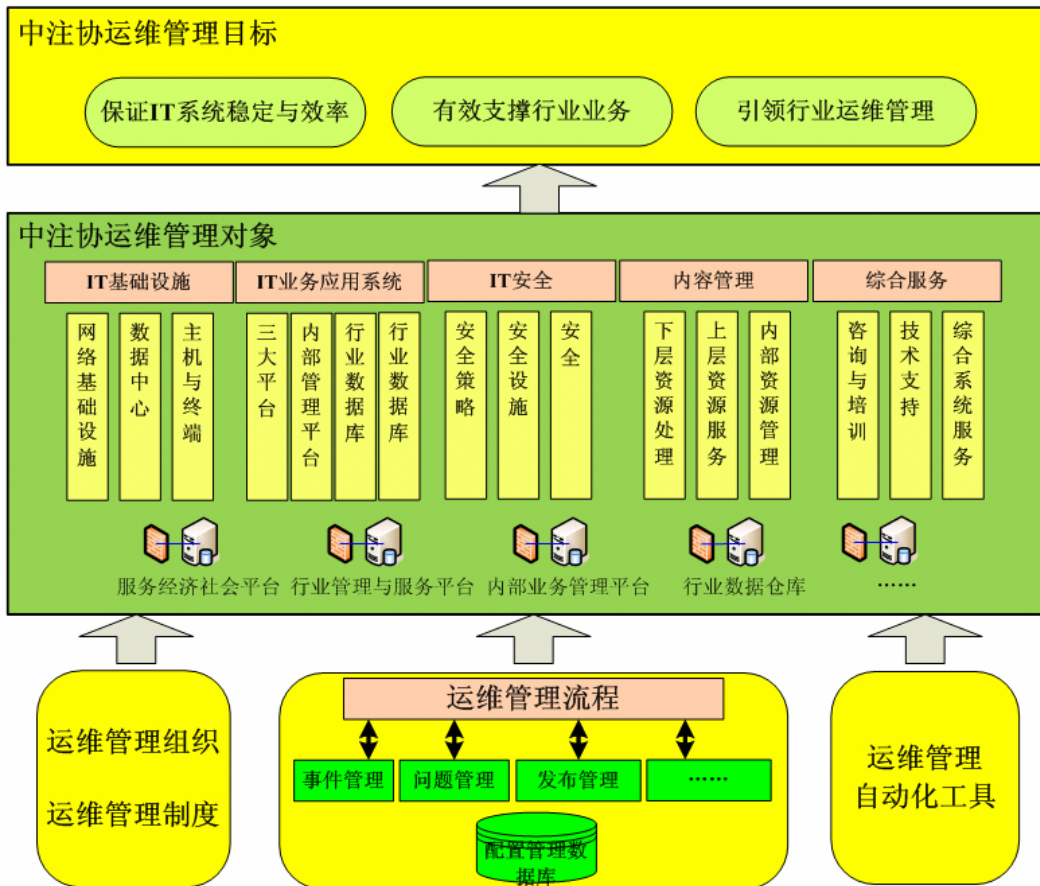 中注协运维管理目标
保证IT系统稳定与效率
有效支撑行业业务
引领行业运维管理
中注协运维管理对象
IT基础设施
IT业务应用系统
IT安全
内容管理
综合服务
网络基础设施
数据中心
主机与终端
三大平台
内部管理平台
行业数据库
行业数据库
安全策略
安全设施
安全
下层资源处理
上层资源服务
内部资源管理
咨询与培训
技术支持
综合系统服务
服务经济社会平台
行业管理与服务平台
内部业务管理平台
行业数据仓库
……
运维管理组织
运维管理制度
运维管理流程
事件管理
问题管理
发布管理
……
配置管理数
据库
运维管理
自动化工具